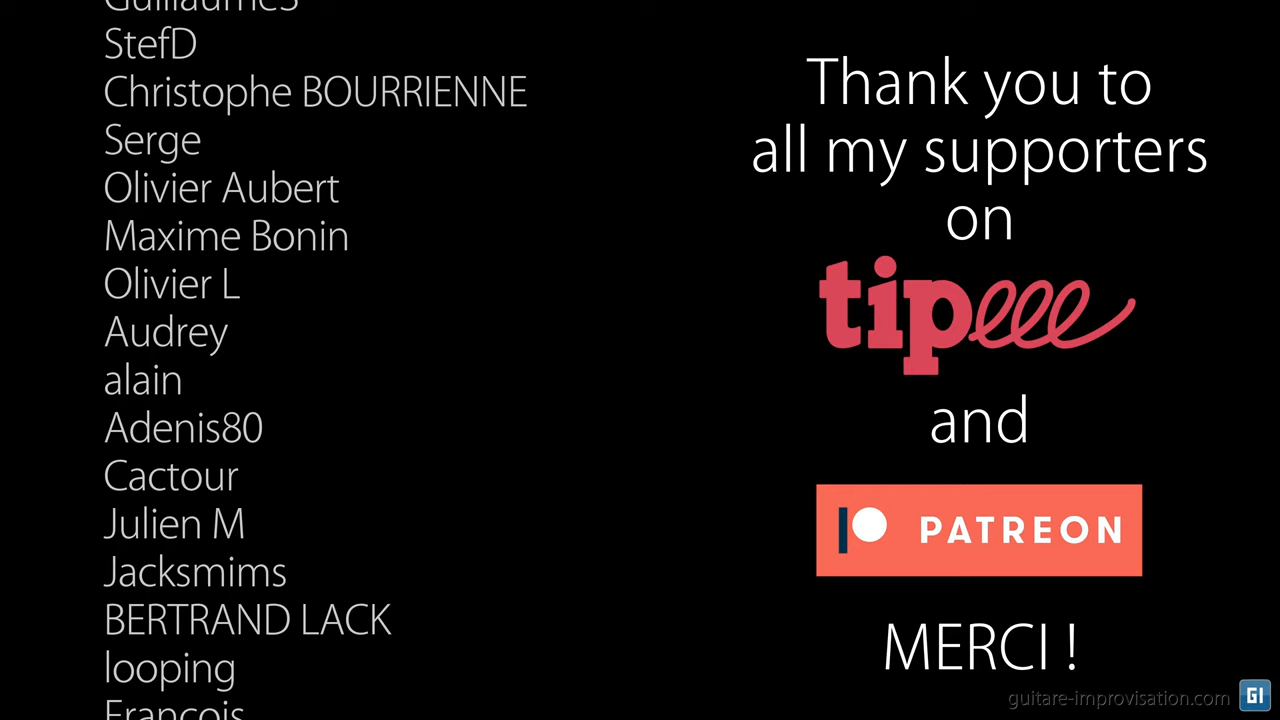 StefD
Christophe BOURRIENNE
Serge
Olivier Aubert
Maxime Bonin
Olivier L
Audrey
alain
Adenis80
Cactour
Julien M
Jacksmims
BERTRAND LACK
looping
François
Thank you to
all my supporters
on
tipeee
and
PATREON
MERCI !
guitare-improvisation.com GI